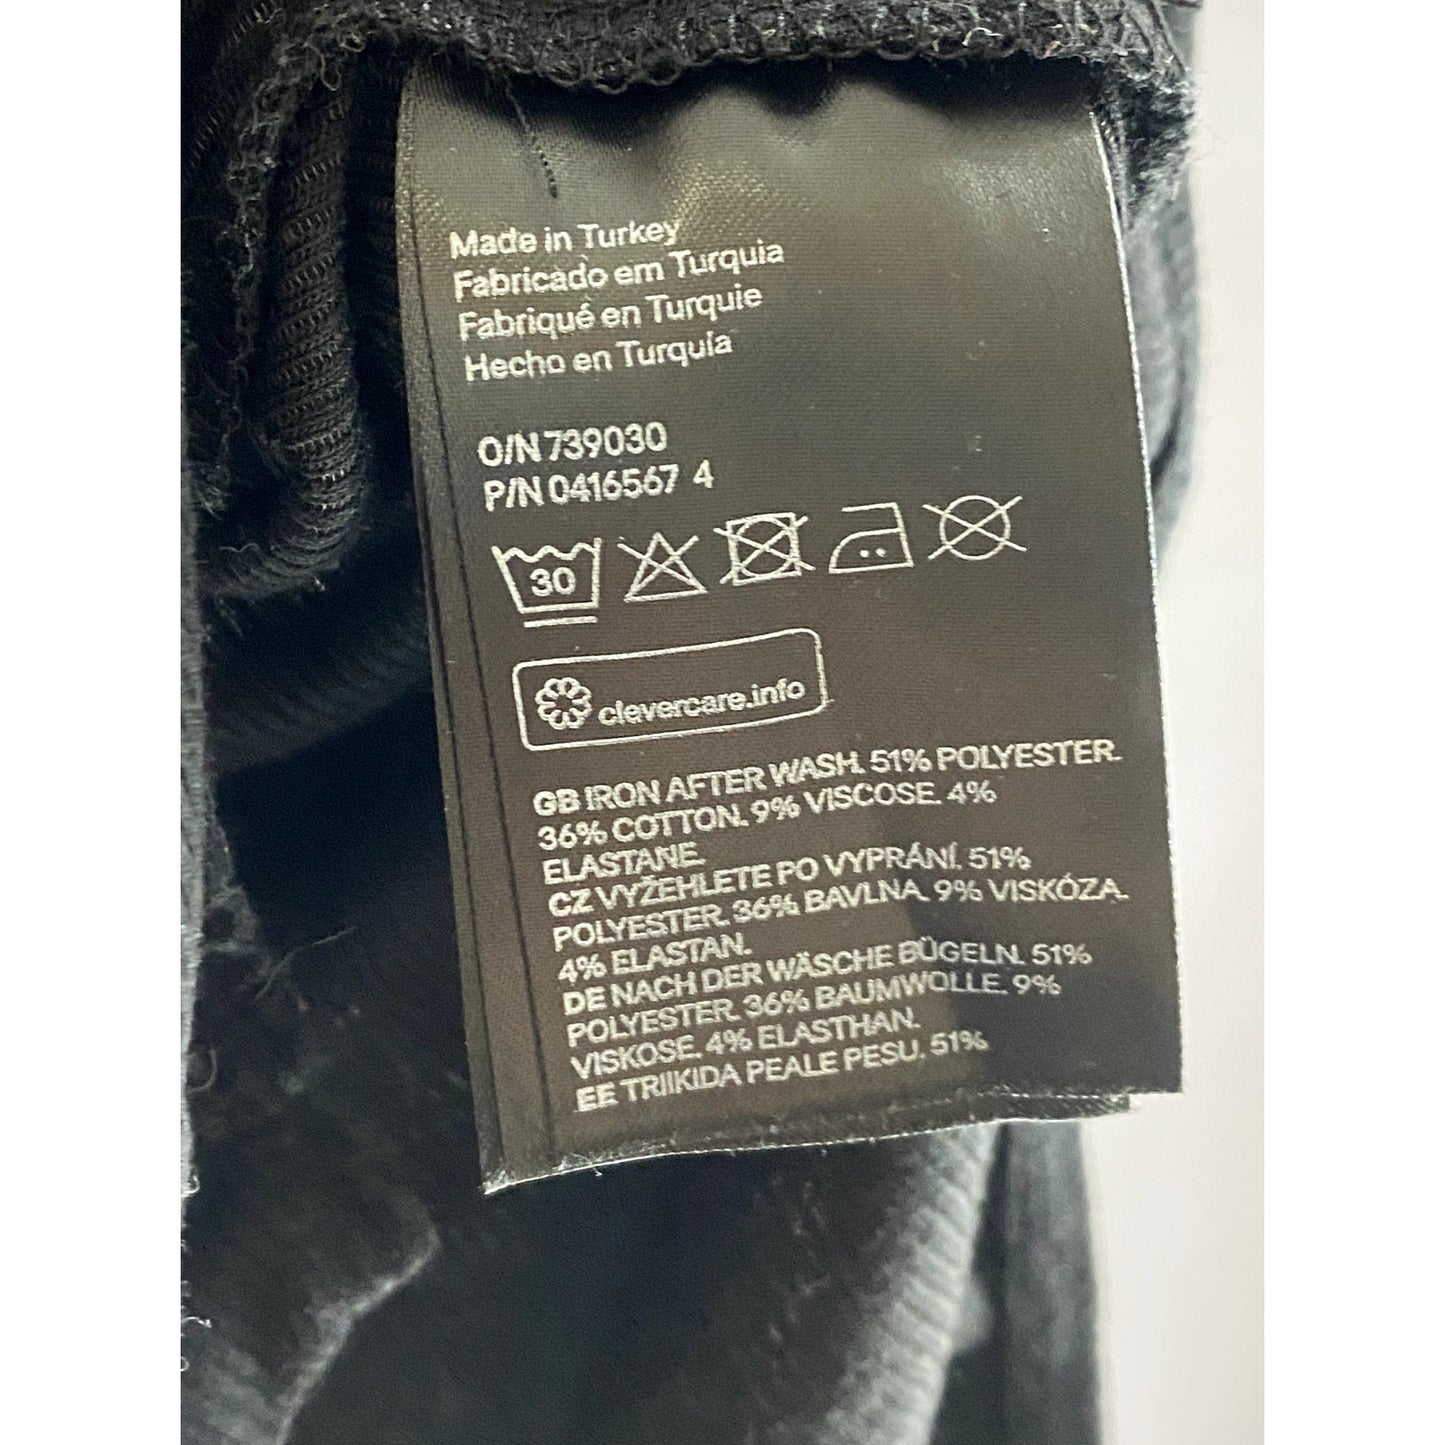 Made in Turkey
Fabricado em Turquia
Fabriqué en Turquie
Hecho en Turquía
O/N 739030
P/N 0416567 4
30
clevercare.info
GB IRON AFTER WASH. 51% POLYESTER.
36% COTTON. 9% VISCOSE. 4%
ELASTANE.
CZ VYŽEHLETE PO VYPRÁNÍ. 51%
POLYESTER. 36% BAVLNA. 9% VISKÓZA.
4% ELASTAN.
DE NACH DER WÄSCHE BÜGELN. 51%
POLYESTER. 36% BAUMWOLLE. 9%
VISKOSE. 4% ELASTHAN.
EE TRIIKIDA PEALE PESU. 51%